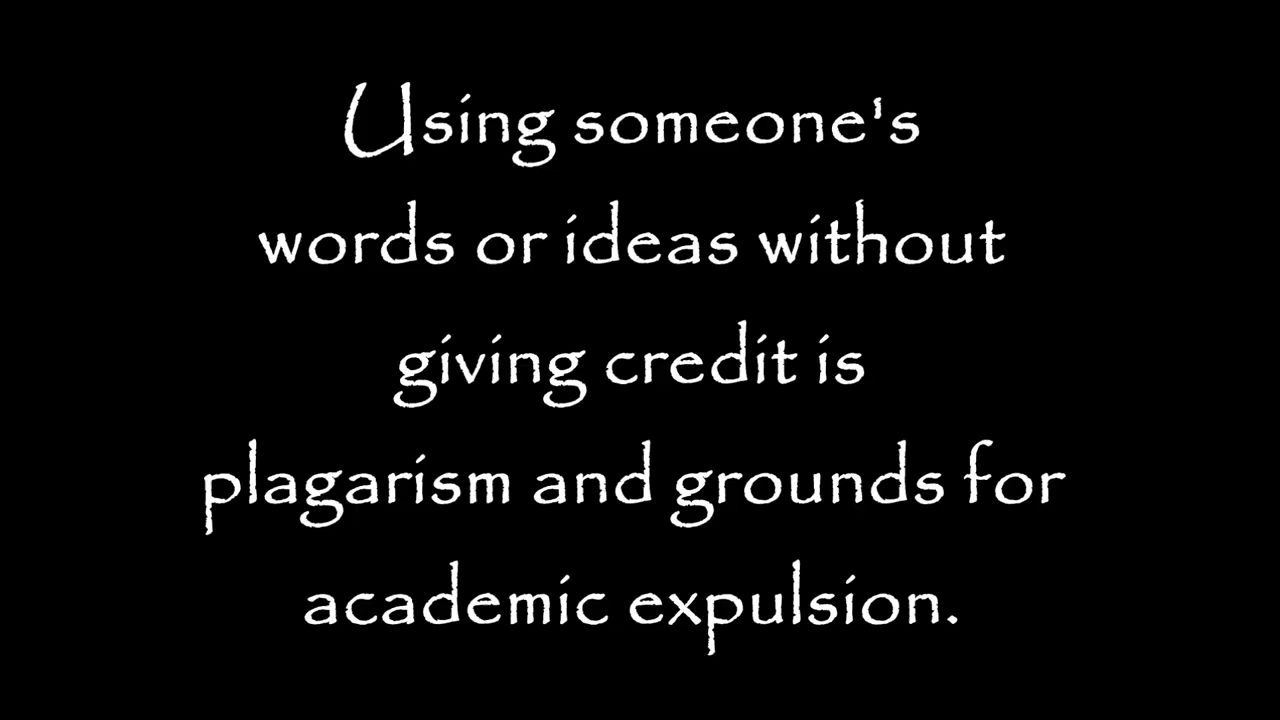 Using someone's
words or ideas without
giving credit is
plagarism and grounds for
academic expulsion.